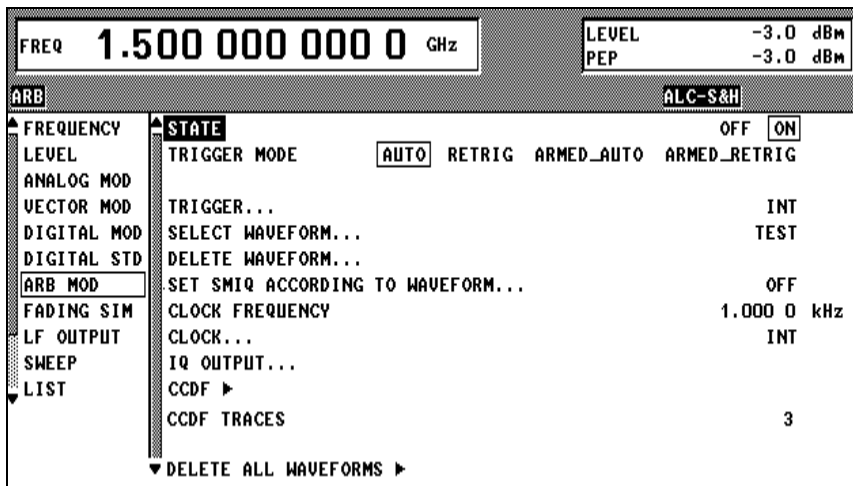 FREQ 1.500 000 000 0 GHz
LEVEL -3.0 dBm
PEP -3.0 dBm
ARB
ALC-S&H
FREQUENCY
LEVEL
ANALOG MOD
VECTOR MOD
DIGITAL MOD
DIGITAL STD
ARB MOD
FADING SIM
LF OUTPUT
SWEEP
LIST
STATE OFF ON
TRIGGER MODE AUTO RETRIG ARMED_AUTO ARMED_RETRIG
TRIGGER... INT
SELECT WAVEFORM... TEST
DELETE WAVEFORM...
SET SMIQ ACCORDING TO WAVEFORM... OFF
CLOCK FREQUENCY 1.000 0 kHz
CLOCK... INT
IQ OUTPUT...
CCDF
CCDF TRACES 3
DELETE ALL WAVEFORMS